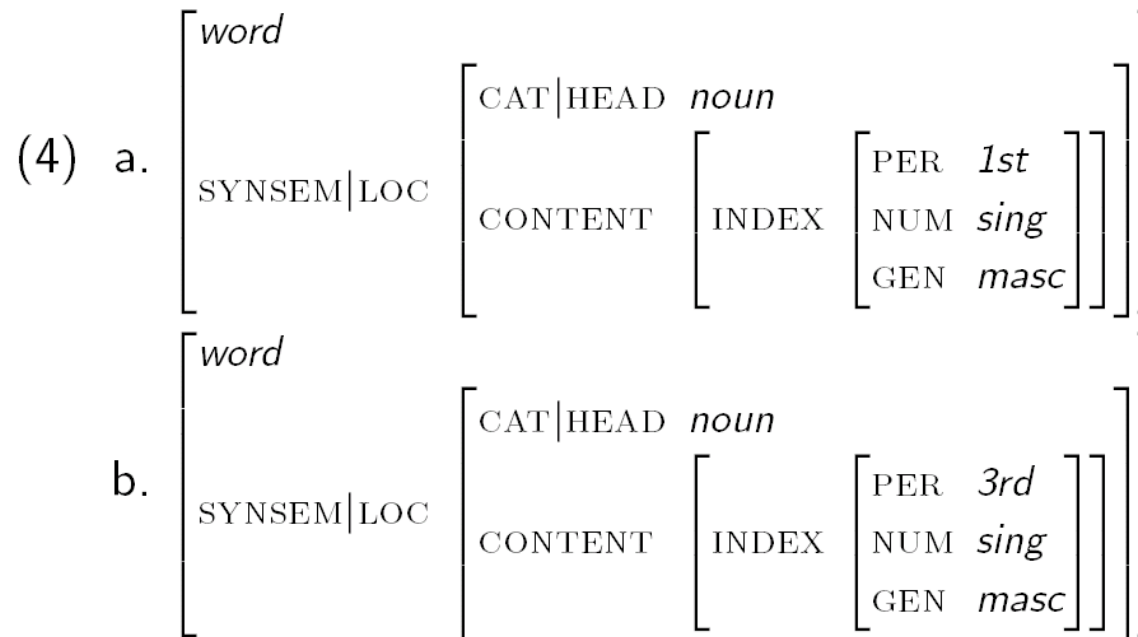 word
CAT|HEAD noun
(4) a. SYNSEM|LOC PER 1st
CONTENT INDEX NUM sing
GEN masc
word
CAT|HEAD noun
b. SYNSEM|LOC PER 3rd
CONTENT INDEX NUM sing
GEN masc